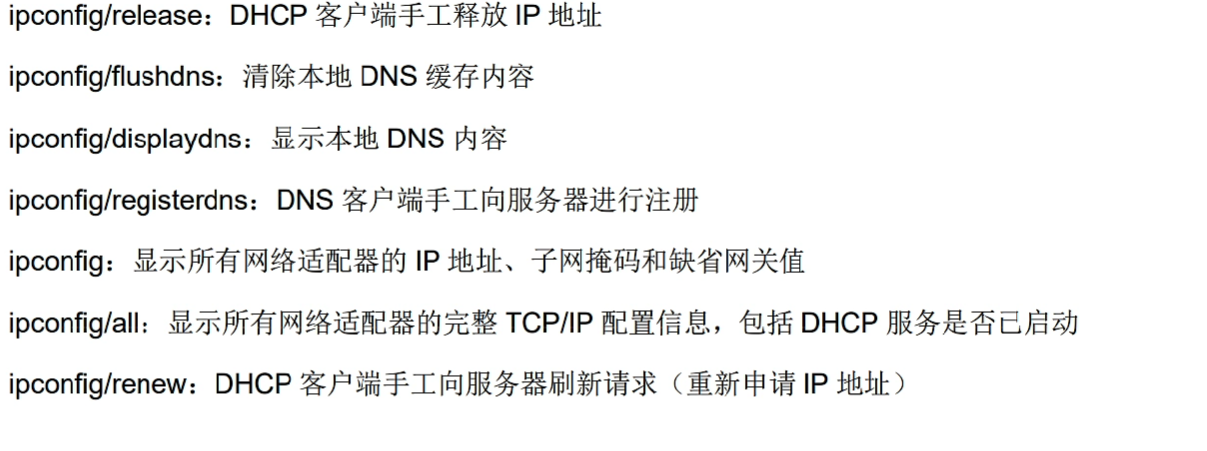 ipconfig/release：DHCP 客户端手工释放 IP 地址
ipconfig/flushdns：清除本地 DNS 缓存内容
ipconfig/displaydns：显示本地 DNS 内容
ipconfig/registerdns：DNS 客户端手工向服务器进行注册
ipconfig：显示所有网络适配器的 IP 地址、子网掩码和缺省网关值
ipconfig/all：显示所有网络适配器的完整 TCP/IP 配置信息，包括 DHCP 服务是否已启动
ipconfig/renew：DHCP 客户端手工向服务器刷新请求（重新申请 IP 地址）